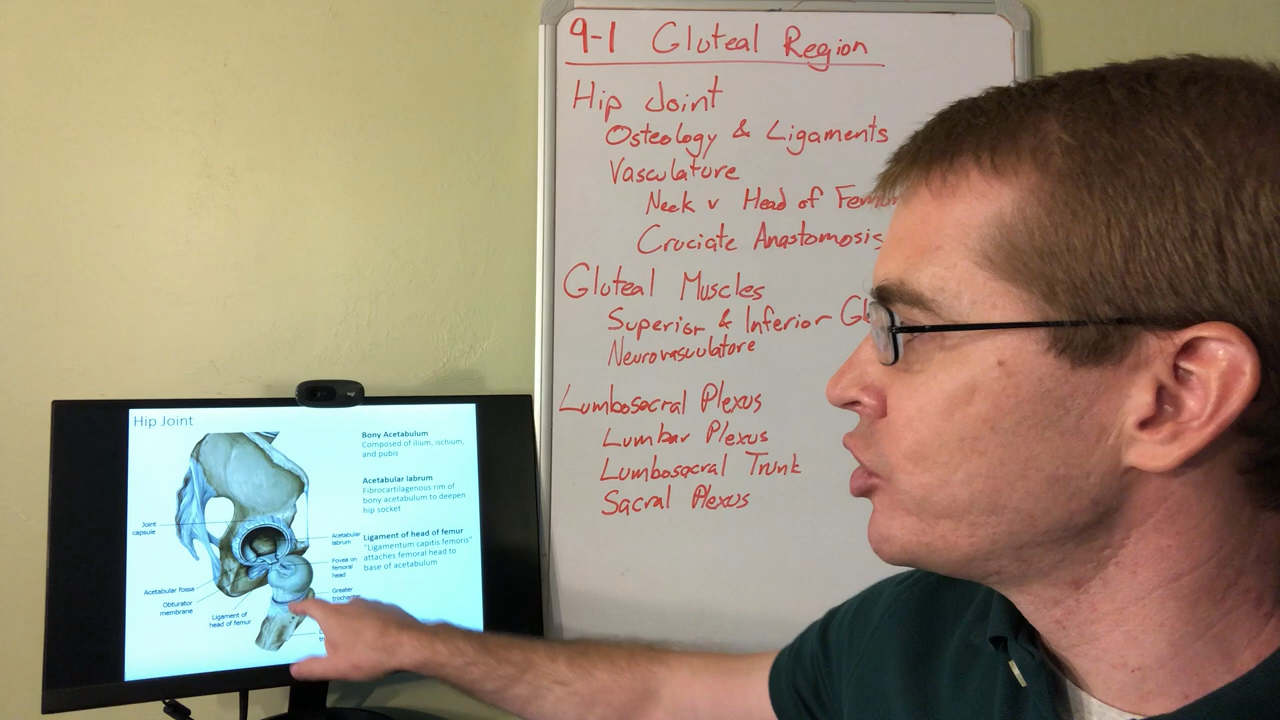 9-1 Gluteal Region
Hip Joint
Osteology & Ligaments
Vasculature
Neck v Head of
Cruciate Anastomosis
Gluteal Muscles
Superior & Inferior
Neurovasculatore
Lumbosacral Plexus
Lumbar Plexus
Lumbosacral Trunk
Sacral Plexus
Hip Joint
Bony Acetabulum
Composed of ilium, ischium,
and pubis
Acetabular labrum
Fibrocartilagenous rim of
bony acetabulum to deepen
hip socket
Ligament of head of femur
"Ligamentum capitis femoris"
attaches femoral head to
base of acetabulum
Joint
capsule
Acetabular
labrum
Fovea on
femoral
head
Greater
trochanter
Acetabular fossa
Obturator
membrane
Ligament of
head of femur